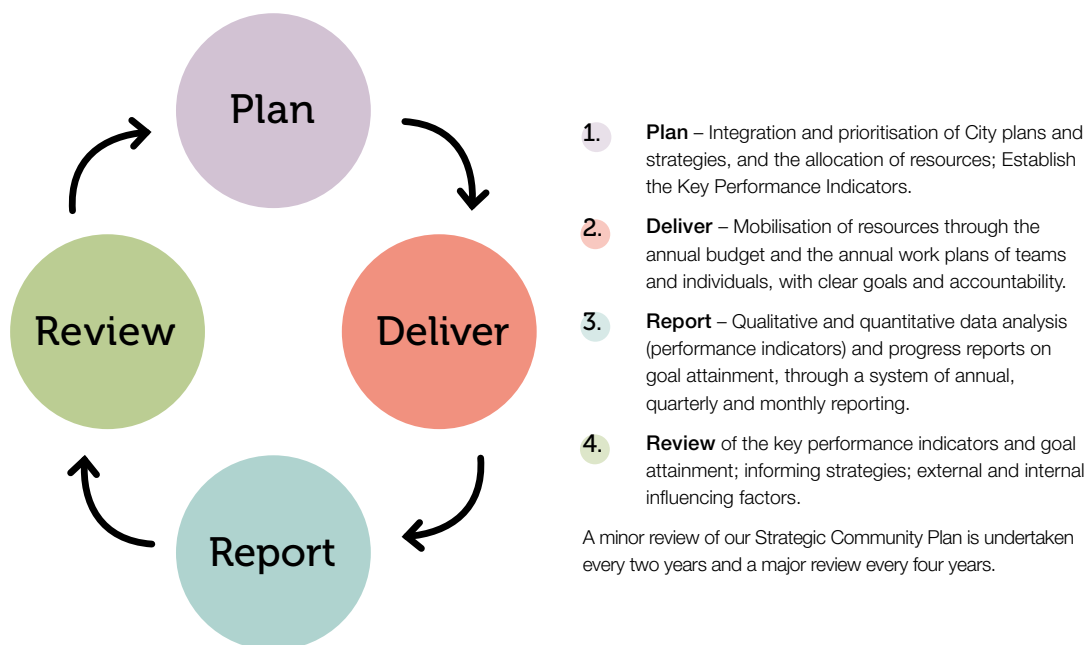 Plan
Deliver
Report
Review
1. Plan – Integration and prioritisation of City plans and
strategies, and the allocation of resources; Establish
the Key Performance Indicators.
2. Deliver – Mobilisation of resources through the
annual budget and the annual work plans of teams
and individuals, with clear goals and accountability.
3. Report – Qualitative and quantitative data analysis
(performance indicators) and progress reports on
goal attainment, through a system of annual,
quarterly and monthly reporting.
4. Review of the key performance indicators and goal
attainment; informing strategies; external and internal
influencing factors.
A minor review of our Strategic Community Plan is undertaken
every two years and a major review every four years.